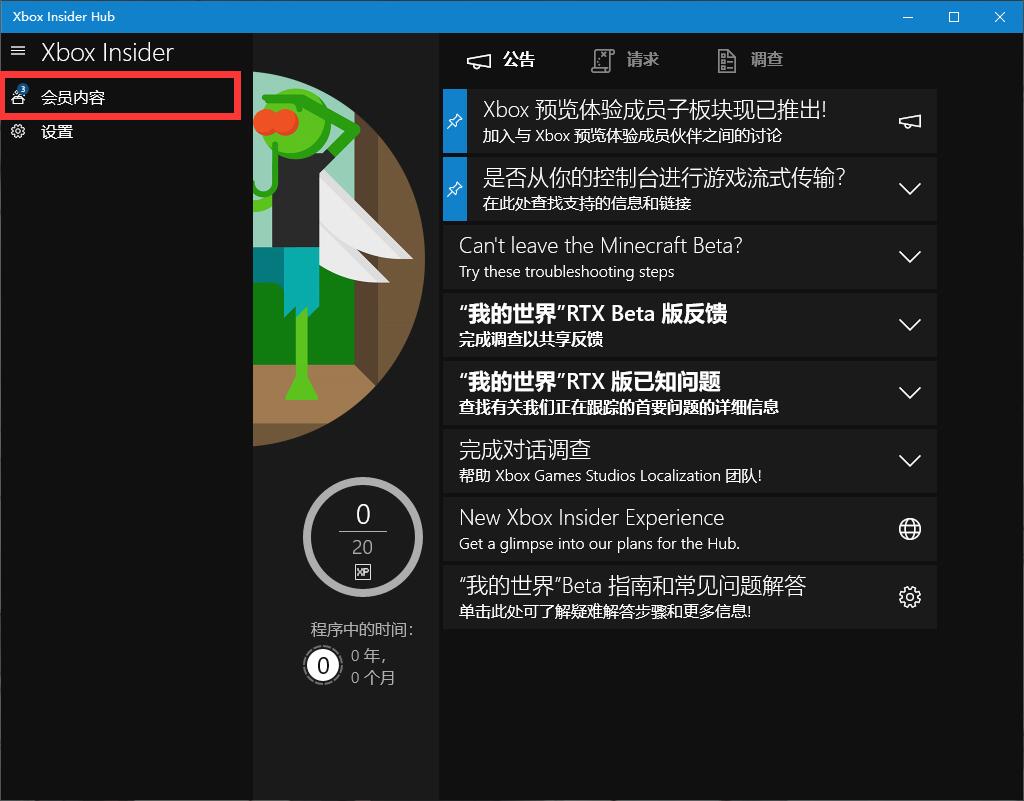 Xbox Insider Hub
Xbox Insider
3
会员内容
设置
公告
请求
调查
Xbox 预览体验成员子板块现已推出!
加入与 Xbox 预览体验成员伙伴之间的讨论
是否从你的控制台进行游戏流式传输?
在此处查找支持的信息和链接
Can't leave the Minecraft Beta?
Try these troubleshooting steps
“我的世界”RTX Beta 版反馈
完成调查以共享反馈
“我的世界”RTX 版已知问题
查找有关我们正在跟踪的首要问题的详细信息
完成对话调查
帮助 Xbox Games Studios Localization 团队!
New Xbox Insider Experience
Get a glimpse into our plans for the Hub.
“我的世界”Beta 指南和常见问题解答
单击此处可了解疑难解答步骤和更多信息!
0
20
XP
程序中的时间:
0
0 年,
0 个月